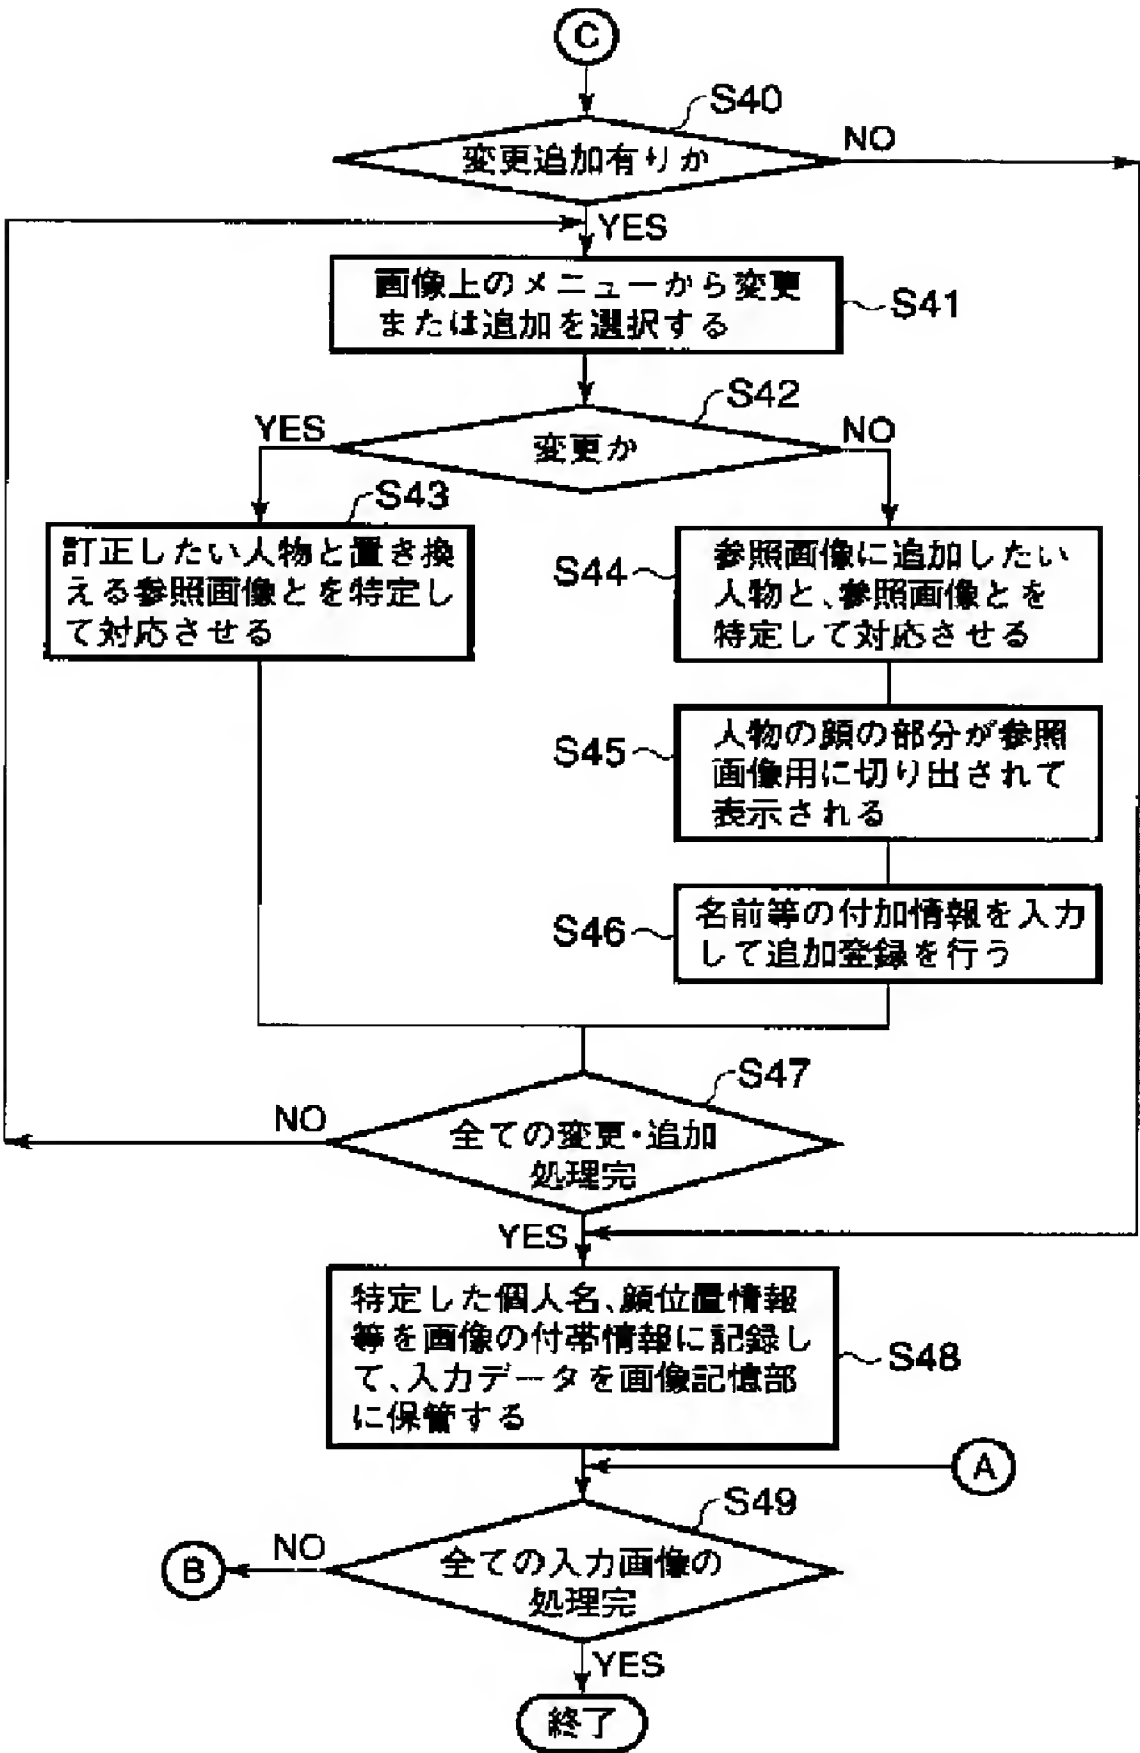 C
S40
変更追加有りか
NO
YES
画像上のメニューから変更
または追加を選択する
S41
S42
YES
変更か
NO
S43
訂正したい人物と置き換
える参照画像とを特定し
て対応させる
S44
参照画像に追加したい
人物と、参照画像とを
特定して対応させる
S45
人物の顔の部分が参照
画像用に切り出されて
表示される
S46
名前等の付加情報を入力
して追加登録を行う
S47
NO
全ての変更・追加
処理完
YES
特定した個人名、顔位置情報
等を画像の付帯情報に記録し
て、入力データを画像記憶部
に保管する
S48
A
S49
B
NO
全ての入力画像の
処理完
YES
終了